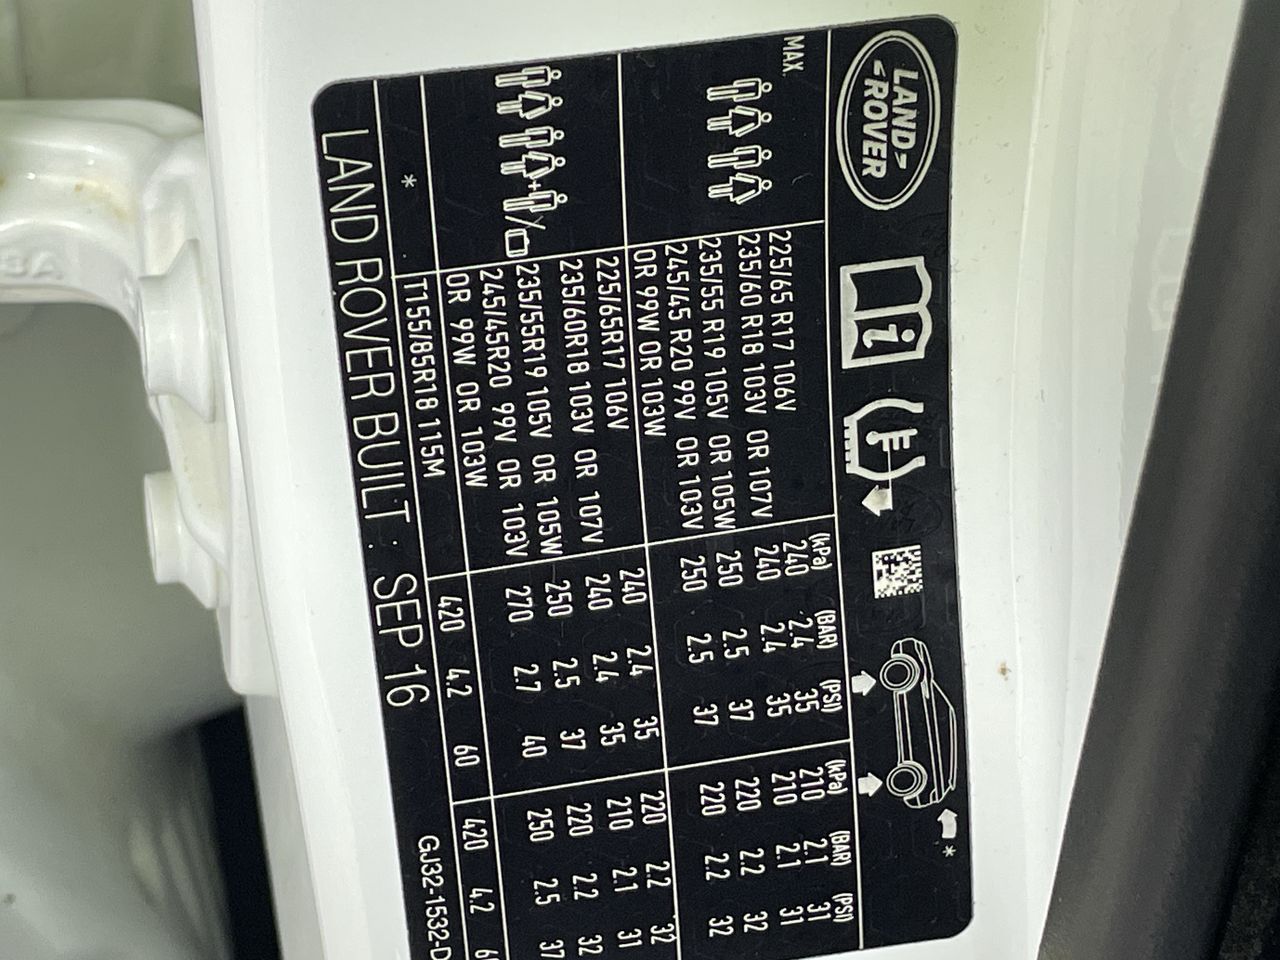 LAND
ROVER
*
MAX. (kPa) (BAR) (PSI) (kPa) (BAR) (PSI)
225/65 R17 106V 240 2.4 35 210 2.1 31
235/60 R18 103V OR 107V 240 2.4 35 210 2.1 31
235/55 R19 105V OR 105W 250 2.5 37 220 2.2 32
245/45 R20 99V OR 103V 250 2.5 37 220 2.2 32
OR 99W OR 103W
225/65R17 106V 240 2.4 35 220 2.2 32
235/60R18 103V OR 107V 240 2.4 35 210 2.1 31
235/55R19 105V OR 105W 250 2.5 37 220 2.2 32
245/45R20 99V OR 103V 270 2.7 40 250 2.5 37
OR 99W OR 103W
* T155/85R18 115M 420 4.2 60 420 4.2
LAND ROVER BUILT : SEP 16 GJ32-1532-D